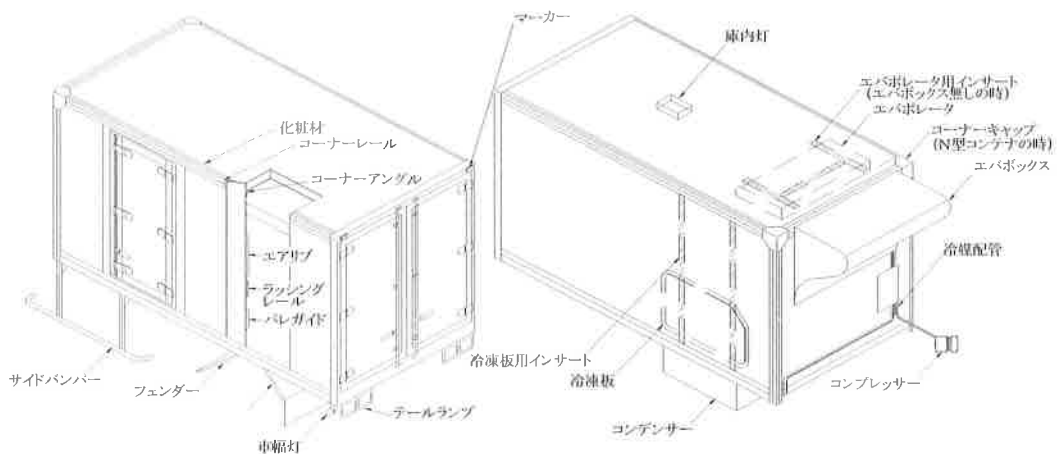 マーカー
化粧材
コーナーレール
コーナーアングル
エアリブ
ラッシング
レール
パレガイド
サイドバンパー
フェンダー
テールランプ
車幅灯
庫内灯
エバポレータ用インサート
(エバボックス無しの時)
エバポレータ
コーナーキャップ
(N型コンテナの時)
エバボックス
冷媒配管
冷凍板用インサート
冷凍板
コンプレッサー
コンデンサー